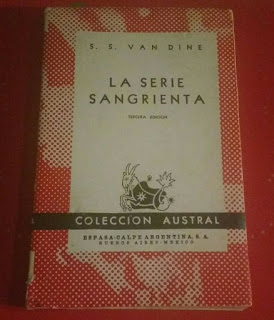 S. S. VAN DINE
LA SERIE
SANGRIENTA
TERCERA EDICION
COLECCION AUSTRAL
ESPASA-CALPE ARGENTINA, S. A.
BUENOS AIRES-MEXICO